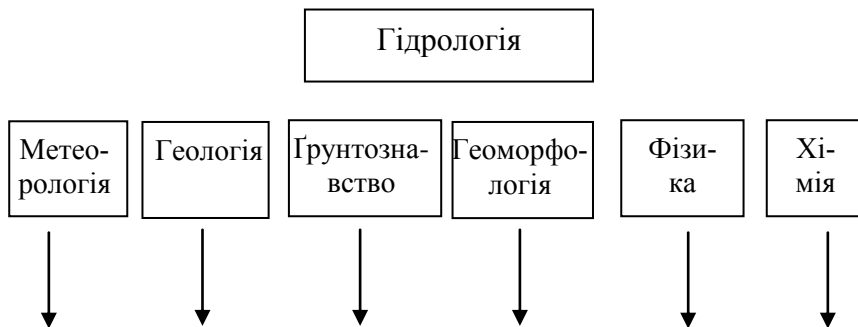 Гідрологія
Метео-
рологія
Геологія
Ґрунтозна-
вство
Геоморфо-
логія
Фізи-
ка
Хі-
мія